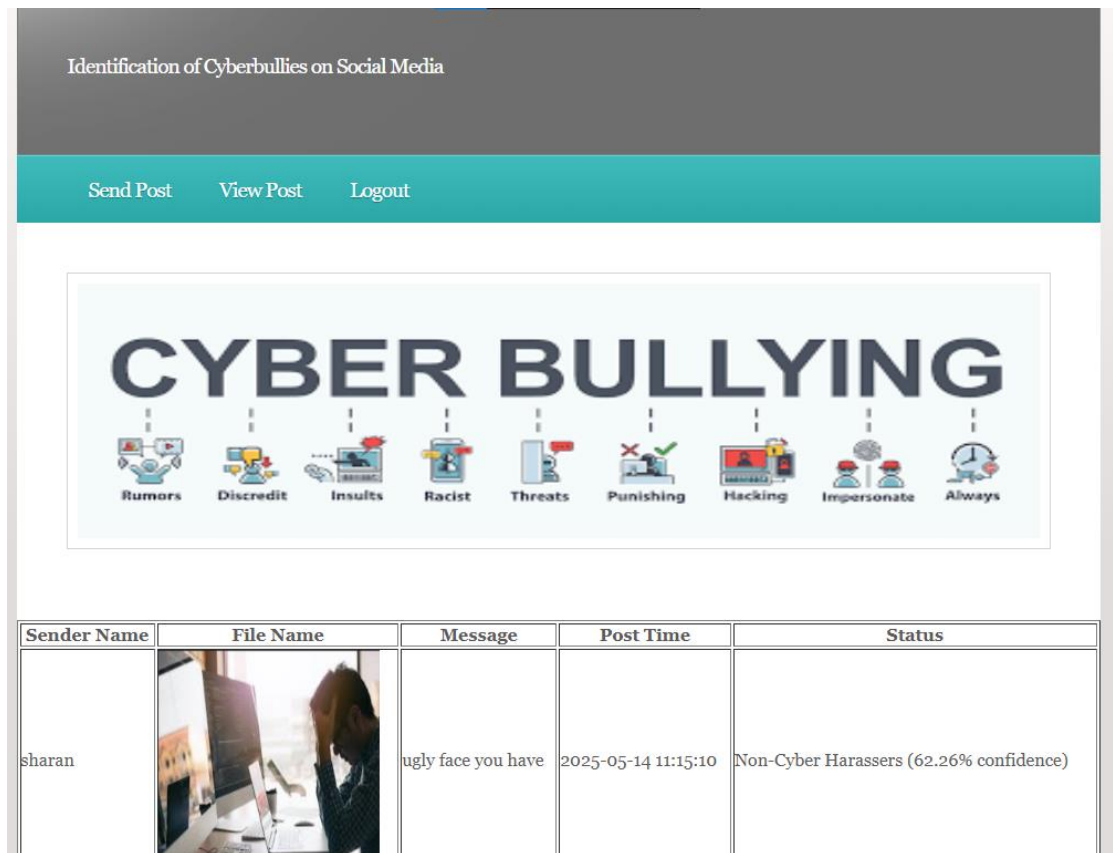 Identification of Cyberbullies on Social Media
Send Post View Post Logout
CYBER BULLYING
Rumors Discredit Insults Racist Threats Punishing Hacking Impersonate Always
Sender Name File Name Message Post Time Status
sharan ugly face you have 2025-05-14 11:15:10 Non-Cyber Harassers (62.26% confidence)